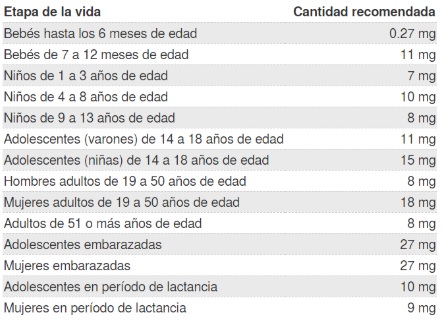 Etapa de la vida Cantidad recomendada
Bebés hasta los 6 meses de edad 0.27 mg
Bebés de 7 a 12 meses de edad 11 mg
Niños de 1 a 3 años de edad 7 mg
Niños de 4 a 8 años de edad 10 mg
Niños de 9 a 13 años de edad 8 mg
Adolescentes (varones) de 14 a 18 años de edad 11 mg
Adolescentes (niñas) de 14 a 18 años de edad 15 mg
Hombres adultos de 19 a 50 años de edad 8 mg
Mujeres adultos de 19 a 50 años de edad 18 mg
Adultos de 51 o más años de edad 8 mg
Adolescentes embarazadas 27 mg
Mujeres embarazadas 27 mg
Adolescentes en período de lactancia 10 mg
Mujeres en período de lactancia 9 mg